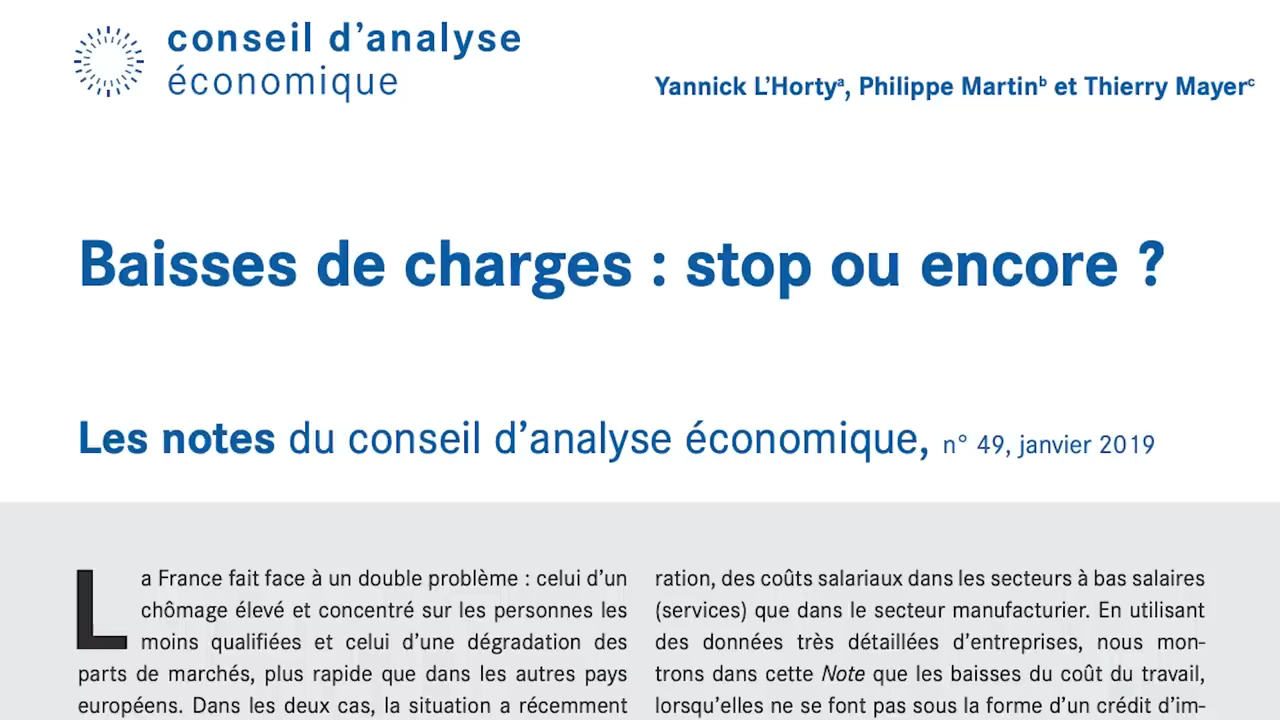 conseil d'analyse
économique
Yannick L'Hortyᵃ, Philippe Martinᵇ et Thierry Mayerᶜ
Baisses de charges : stop ou encore ?
Les notes du conseil d'analyse économique, n° 49, janvier 2019
La France fait face à un double problème : celui d'un
chômage élevé et concentré sur les personnes les
moins qualifiées et celui d'une dégradation des
parts de marchés, plus rapide que dans les autres pays
européens. Dans les deux cas, la situation a récemment
ration, des coûts salariaux dans les secteurs à bas salaires
(services) que dans le secteur manufacturier. En utilisant
des données très détaillées d'entreprises, nous mon-
trons dans cette Note que les baisses du coût du travail,
lorsqu'elles ne se font pas sous la forme d'un crédit d'im-